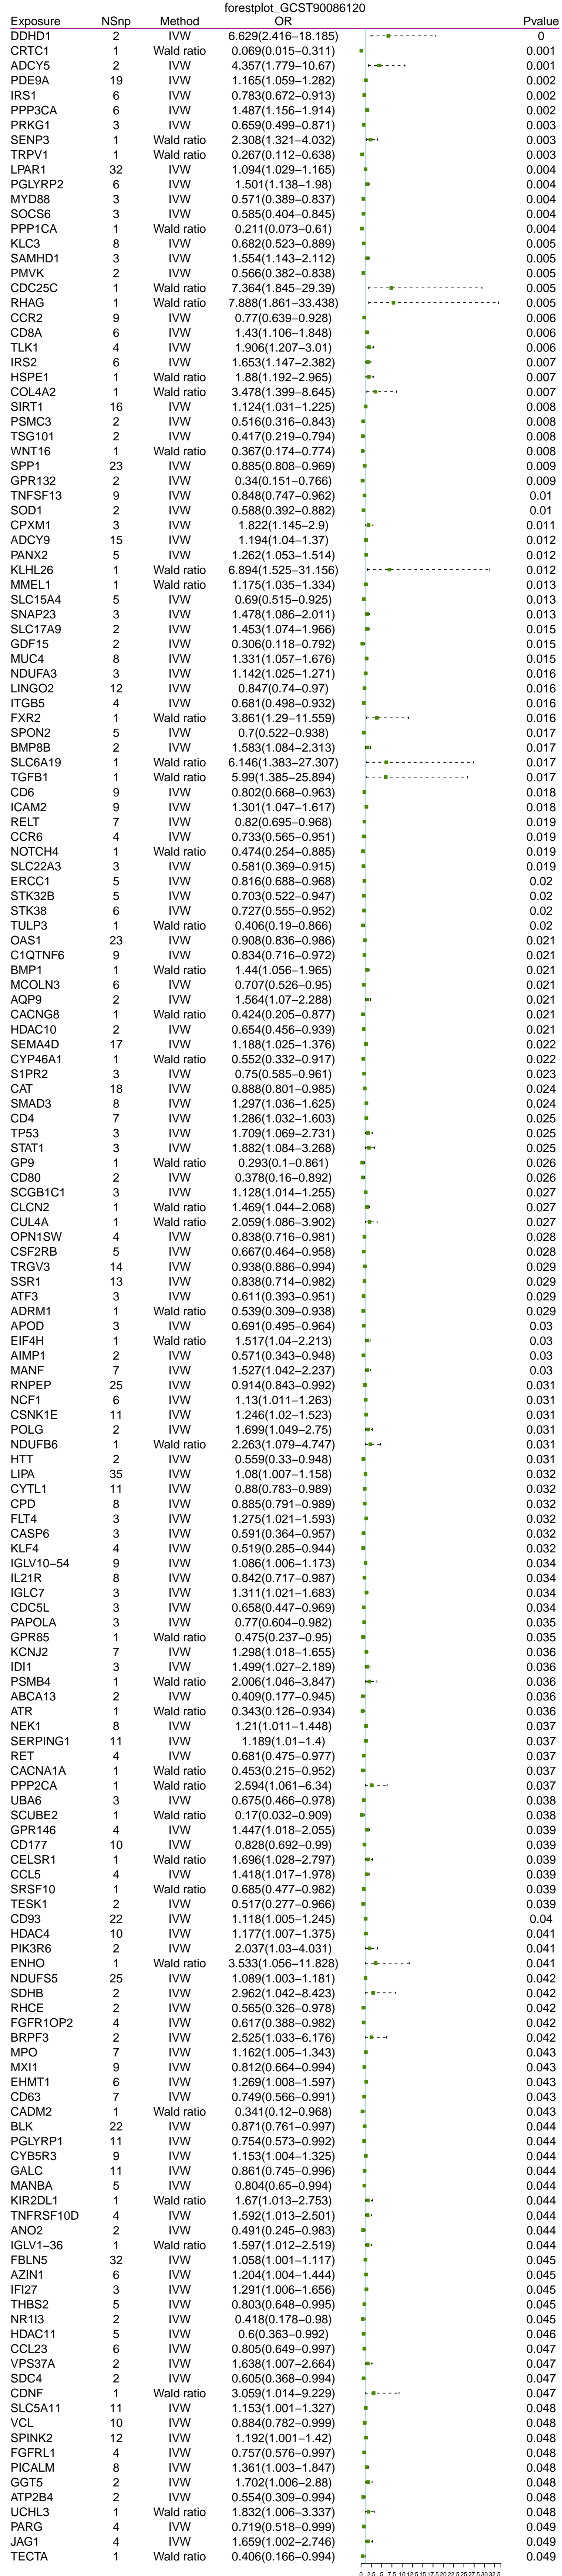 forestplot_GCST90086120
Exposure NSnp Method OR Pvalue
DDHD1 2 IVW 6.629(2.416−18.185) 0
CRTC1 1 Wald ratio 0.069(0.015−0.311) 0.001
ADCY5 2 IVW 4.357(1.779−10.67) 0.001
PDE9A 19 IVW 1.165(1.059−1.282) 0.002
IRS1 6 IVW 0.783(0.672−0.913) 0.002
PPP3CA 6 IVW 1.487(1.156−1.914) 0.002
PRKG1 3 IVW 0.659(0.499−0.871) 0.003
SENP3 1 Wald ratio 2.308(1.321−4.032) 0.003
TRPV1 1 Wald ratio 0.267(0.112−0.638) 0.003
LPAR1 32 IVW 1.094(1.029−1.165) 0.004
PGLYRP2 6 IVW 1.501(1.138−1.98) 0.004
MYD88 3 IVW 0.571(0.389−0.837) 0.004
SOCS6 3 IVW 0.585(0.404−0.845) 0.004
PPP1CA 1 Wald ratio 0.211(0.073−0.61) 0.004
KLC3 8 IVW 0.682(0.523−0.889) 0.005
SAMHD1 3 IVW 1.554(1.143−2.112) 0.005
PMVK 2 IVW 0.566(0.382−0.838) 0.005
CDC25C 1 Wald ratio 7.364(1.845−29.39) 0.005
RHAG 1 Wald ratio 7.888(1.861−33.438) 0.005
CCR2 9 IVW 0.77(0.639−0.928) 0.006
CD8A 6 IVW 1.43(1.106−1.848) 0.006
TLK1 4 IVW 1.906(1.207−3.01) 0.006
IRS2 6 IVW 1.653(1.147−2.382) 0.007
HSPE1 1 Wald ratio 1.88(1.192−2.965) 0.007
COL4A2 1 Wald ratio 3.478(1.399−8.645) 0.007
SIRT1 16 IVW 1.124(1.031−1.225) 0.008
PSMC3 2 IVW 0.516(0.316−0.843) 0.008
TSG101 2 IVW 0.417(0.219−0.794) 0.008
WNT16 1 Wald ratio 0.367(0.174−0.774) 0.008
SPP1 23 IVW 0.885(0.808−0.969) 0.009
GPR132 2 IVW 0.34(0.151−0.766) 0.009
TNFSF13 9 IVW 0.848(0.747−0.962) 0.01
SOD1 2 IVW 0.588(0.392−0.882) 0.01
CPXM1 3 IVW 1.822(1.145−2.9) 0.011
ADCY9 15 IVW 1.194(1.04−1.37) 0.012
PANX2 5 IVW 1.262(1.053−1.514) 0.012
KLHL26 1 Wald ratio 6.894(1.525−31.156) 0.012
MMEL1 1 Wald ratio 1.175(1.035−1.334) 0.013
SLC15A4 5 IVW 0.69(0.515−0.925) 0.013
SNAP23 3 IVW 1.478(1.086−2.011) 0.013
SLC17A9 2 IVW 1.453(1.074−1.966) 0.015
GDF15 2 IVW 0.306(0.118−0.792) 0.015
MUC4 8 IVW 1.331(1.057−1.676) 0.015
NDUFA3 3 IVW 1.142(1.025−1.271) 0.016
LINGO2 12 IVW 0.847(0.74−0.97) 0.016
ITGB5 4 IVW 0.681(0.498−0.932) 0.016
FXR2 1 Wald ratio 3.861(1.29−11.559) 0.016
SPON2 5 IVW 0.7(0.522−0.938) 0.017
BMP8B 2 IVW 1.583(1.084−2.313) 0.017
SLC6A19 1 Wald ratio 6.146(1.383−27.307) 0.017
TGFB1 1 Wald ratio 5.99(1.385−25.894) 0.017
CD6 9 IVW 0.802(0.668−0.963) 0.018
ICAM2 9 IVW 1.301(1.047−1.617) 0.018
RELT 7 IVW 0.82(0.695−0.968) 0.019
CCR6 4 IVW 0.733(0.565−0.951) 0.019
NOTCH4 1 Wald ratio 0.474(0.254−0.885) 0.019
SLC22A3 3 IVW 0.581(0.369−0.915) 0.019
ERCC1 5 IVW 0.816(0.688−0.968) 0.02
STK32B 5 IVW 0.703(0.522−0.947) 0.02
STK38 6 IVW 0.727(0.555−0.952) 0.02
TULP3 1 Wald ratio 0.406(0.19−0.866) 0.02
OAS1 23 IVW 0.908(0.836−0.986) 0.021
C1QTNF6 9 IVW 0.834(0.716−0.972) 0.021
BMP1 1 Wald ratio 1.44(1.056−1.965) 0.021
MCOLN3 6 IVW 0.707(0.526−0.95) 0.021
AQP9 2 IVW 1.564(1.07−2.288) 0.021
CACNG8 1 Wald ratio 0.424(0.205−0.877) 0.021
HDAC10 2 IVW 0.654(0.456−0.939) 0.021
SEMA4D 17 IVW 1.188(1.025−1.376) 0.022
CYP46A1 1 Wald ratio 0.552(0.332−0.917) 0.022
S1PR2 3 IVW 0.75(0.585−0.961) 0.023
CAT 18 IVW 0.888(0.801−0.985) 0.024
SMAD3 8 IVW 1.297(1.036−1.625) 0.024
CD4 7 IVW 1.286(1.032−1.603) 0.025
TP53 3 IVW 1.709(1.069−2.731) 0.025
STAT1 3 IVW 1.882(1.084−3.268) 0.025
GP9 1 Wald ratio 0.293(0.1−0.861) 0.026
CD80 2 IVW 0.378(0.16−0.892) 0.026
SCGB1C1 3 IVW 1.128(1.014−1.255) 0.027
CLCN2 1 Wald ratio 1.469(1.044−2.068) 0.027
CUL4A 1 Wald ratio 2.059(1.086−3.902) 0.027
OPN1SW 4 IVW 0.838(0.716−0.981) 0.028
CSF2RB 5 IVW 0.667(0.464−0.958) 0.028
TRGV3 14 IVW 0.938(0.886−0.994) 0.029
SSR1 13 IVW 0.838(0.714−0.982) 0.029
ATF3 3 IVW 0.611(0.393−0.951) 0.029
ADRM1 1 Wald ratio 0.539(0.309−0.938) 0.029
APOD 3 IVW 0.691(0.495−0.964) 0.03
EIF4H 1 Wald ratio 1.517(1.04−2.213) 0.03
AIMP1 2 IVW 0.571(0.343−0.948) 0.03
MANF 7 IVW 1.527(1.042−2.237) 0.03
RNPEP 25 IVW 0.914(0.843−0.992) 0.031
NCF1 6 IVW 1.13(1.011−1.263) 0.031
CSNK1E 11 IVW 1.246(1.02−1.523) 0.031
POLG 2 IVW 1.699(1.049−2.75) 0.031
NDUFB6 1 Wald ratio 2.263(1.079−4.747) 0.031
HTT 2 IVW 0.559(0.33−0.948) 0.031
LIPA 35 IVW 1.08(1.007−1.158) 0.032
CYTL1 11 IVW 0.88(0.783−0.989) 0.032
CPD 8 IVW 0.885(0.791−0.989) 0.032
FLT4 3 IVW 1.275(1.021−1.593) 0.032
CASP6 3 IVW 0.591(0.364−0.957) 0.032
KLF4 4 IVW 0.519(0.285−0.944) 0.032
IGLV10−54 9 IVW 1.086(1.006−1.173) 0.034
IL21R 8 IVW 0.842(0.717−0.987) 0.034
IGLC7 3 IVW 1.311(1.021−1.683) 0.034
CDC5L 3 IVW 0.658(0.447−0.969) 0.034
PAPOLA 3 IVW 0.77(0.604−0.982) 0.035
GPR85 1 Wald ratio 0.475(0.237−0.95) 0.035
KCNJ2 7 IVW 1.298(1.018−1.655) 0.036
IDI1 3 IVW 1.499(1.027−2.189) 0.036
PSMB4 1 Wald ratio 2.006(1.046−3.847) 0.036
ABCA13 2 IVW 0.409(0.177−0.945) 0.036
ATR 1 Wald ratio 0.343(0.126−0.934) 0.036
NEK1 8 IVW 1.21(1.011−1.448) 0.037
SERPING1 11 IVW 1.189(1.01−1.4) 0.037
RET 4 IVW 0.681(0.475−0.977) 0.037
CACNA1A 1 Wald ratio 0.453(0.215−0.952) 0.037
PPP2CA 1 Wald ratio 2.594(1.061−6.34) 0.037
UBA6 3 IVW 0.675(0.466−0.978) 0.038
SCUBE2 1 Wald ratio 0.17(0.032−0.909) 0.038
GPR146 4 IVW 1.447(1.018−2.055) 0.039
CD177 10 IVW 0.828(0.692−0.99) 0.039
CELSR1 1 Wald ratio 1.696(1.028−2.797) 0.039
CCL5 4 IVW 1.418(1.017−1.978) 0.039
SRSF10 1 Wald ratio 0.685(0.477−0.982) 0.039
TESK1 2 IVW 0.517(0.277−0.966) 0.039
CD93 22 IVW 1.118(1.005−1.245) 0.04
HDAC4 10 IVW 1.177(1.007−1.375) 0.041
PIK3R6 2 IVW 2.037(1.03−4.031) 0.041
ENHO 1 Wald ratio 3.533(1.056−11.828) 0.041
NDUFS5 25 IVW 1.089(1.003−1.181) 0.042
SDHB 2 IVW 2.962(1.042−8.423) 0.042
RHCE 2 IVW 0.565(0.326−0.978) 0.042
FGFR1OP2 4 IVW 0.617(0.388−0.982) 0.042
BRPF3 2 IVW 2.525(1.033−6.176) 0.042
MPO 7 IVW 1.162(1.005−1.343) 0.043
MXI1 9 IVW 0.812(0.664−0.994) 0.043
EHMT1 6 IVW 1.269(1.008−1.597) 0.043
CD63 7 IVW 0.749(0.566−0.991) 0.043
CADM2 1 Wald ratio 0.341(0.12−0.968) 0.043
BLK 22 IVW 0.871(0.761−0.997) 0.044
PGLYRP1 11 IVW 0.754(0.573−0.992) 0.044
CYB5R3 9 IVW 1.153(1.004−1.325) 0.044
GALC 11 IVW 0.861(0.745−0.996) 0.044
MANBA 5 IVW 0.804(0.65−0.994) 0.044
KIR2DL1 1 Wald ratio 1.67(1.013−2.753) 0.044
TNFRSF10D 4 IVW 1.592(1.013−2.501) 0.044
ANO2 2 IVW 0.491(0.245−0.983) 0.044
IGLV1−36 1 Wald ratio 1.597(1.012−2.519) 0.044
FBLN5 32 IVW 1.058(1.001−1.117) 0.045
AZIN1 6 IVW 1.204(1.004−1.444) 0.045
IFI27 3 IVW 1.291(1.006−1.656) 0.045
THBS2 5 IVW 0.803(0.648−0.995) 0.045
NR1I3 2 IVW 0.418(0.178−0.98) 0.045
HDAC11 5 IVW 0.6(0.363−0.992) 0.046
CCL23 6 IVW 0.805(0.649−0.997) 0.047
VPS37A 2 IVW 1.638(1.007−2.664) 0.047
SDC4 2 IVW 0.605(0.368−0.994) 0.047
CDNF 1 Wald ratio 3.059(1.014−9.229) 0.047
SLC5A11 11 IVW 1.153(1.001−1.327) 0.048
VCL 10 IVW 0.884(0.782−0.999) 0.048
SPINK2 12 IVW 1.192(1.001−1.42) 0.048
FGFRL1 4 IVW 0.757(0.576−0.997) 0.048
PICALM 8 IVW 1.361(1.003−1.847) 0.048
GGT5 2 IVW 1.702(1.006−2.88) 0.048
ATP2B4 2 IVW 0.554(0.309−0.994) 0.048
UCHL3 1 Wald ratio 1.832(1.006−3.337) 0.048
PARG 4 IVW 0.719(0.518−0.999) 0.049
JAG1 4 IVW 1.659(1.002−2.746) 0.049
TECTA 1 Wald ratio 0.406(0.166−0.994) 0.049
0 2.5 5 7.5 10 12.5 15 17.5 20 22.5 25 27.5 30 32.5